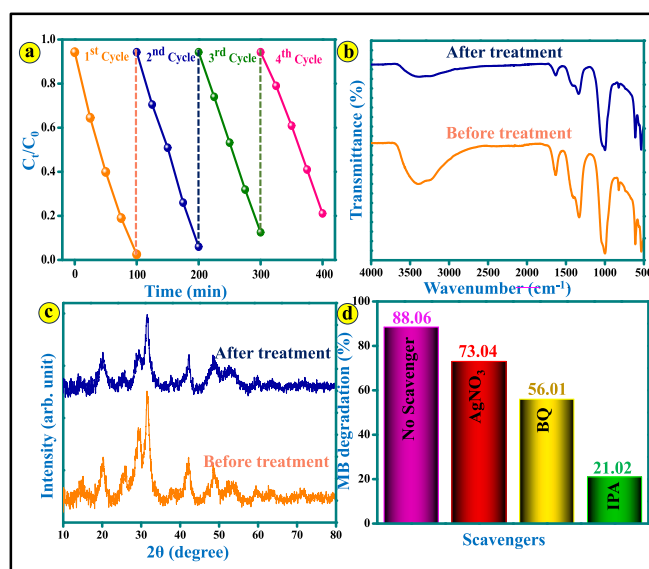 a
1st Cycle 2nd Cycle 3rd Cycle 4th Cycle
Ct/C0
1.0
0.8
0.6
0.4
0.2
0.0
0 100 200 300 400
Time (min)
b
After treatment
Before treatment
Transmittance (%)
4000 3000 2500 2000 1500 1000 500
Wavenumber (cm-1)
c
After treatment
Before treatment
Intensity (arb. unit)
10 20 30 40 50 60 70 80
2θ (degree)
d
88.06
73.04
56.01
21.02
No Scavenger
AgNO3
BQ
IPA
MB degradation (%)
100
80
60
40
20
0
Scavengers